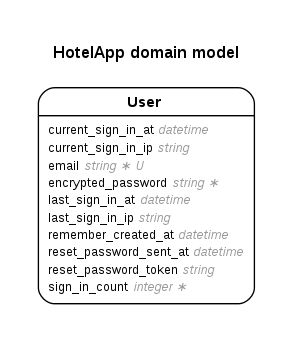 HotelApp domain model
User
current_sign_in_at datetime
current_sign_in_ip string
email string * U
encrypted_password string *
last_sign_in_at datetime
last_sign_in_ip string
remember_created_at datetime
reset_password_sent_at datetime
reset_password_token string
sign_in_count integer *